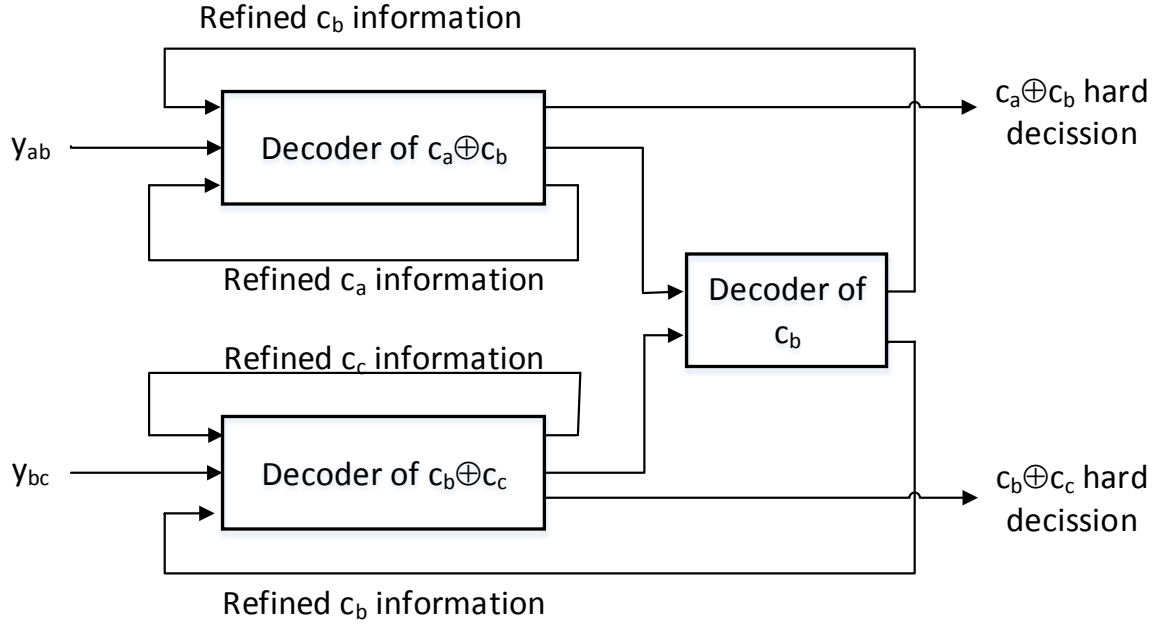 Refined c_b information
c_a⊕c_b hard
decission
y_ab
Decoder of c_a⊕c_b
Refined c_a information
Decoder of
c_b
Refined c_c information
y_bc
Decoder of c_b⊕c_c
c_b⊕c_c hard
decission
Refined c_b information